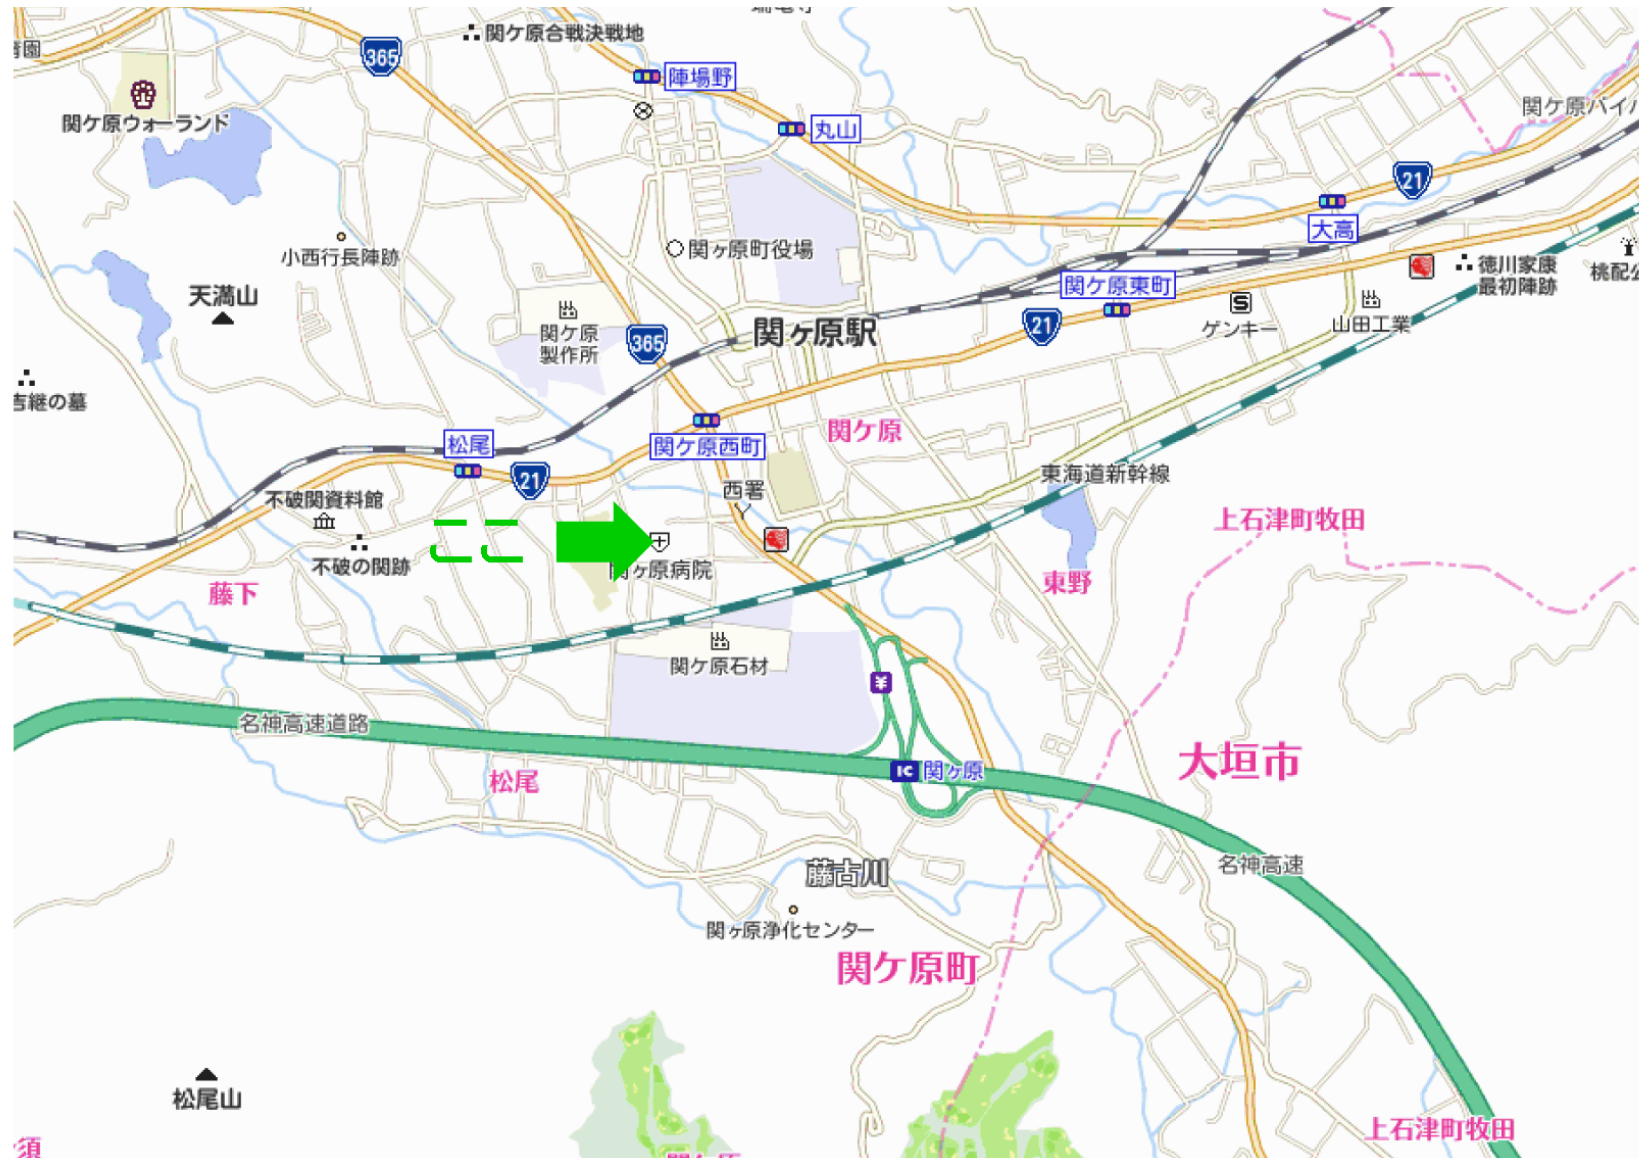 関ケ原合戦決戦地
365
陣場野
関ケ原バイパ
関ケ原ウォーランド
丸山
21
大高
関ヶ原町役場
小西行長陣跡
徳川家康
最初陣跡
桃配公
関ケ原東町
天満山
21
山田工業
ゲンキー
関ケ原
製作所
365
関ヶ原駅
吉継の墓
関ケ原
松尾
関ケ原西町
東海道新幹線
21
西署
不破関資料館
上石津町牧田
ここ
不破の関跡
関ヶ原病院
東野
藤下
関ケ原石材
¥
名神高速道路
大垣市
IC
関ヶ原
松尾
名神高速
藤古川
関ヶ原浄化センター
関ケ原町
松尾山
上石津町牧田
須